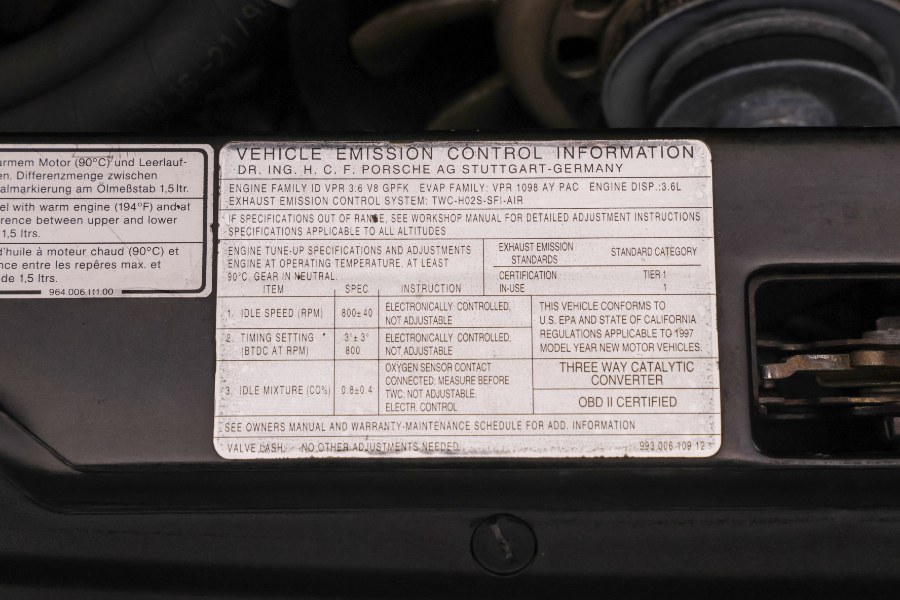 armem Motor (90°C) und Leerlauf-
en. Differenzmenge zwischen
almarkierung am Ölmeßstab 1,5 ltr.
el with warm engine (194°F) and at
rence between upper and lower
1,5 ltrs.
d'huile à moteur chaud (90°C) et
nce entre les repêres max. et
de 1,5 ltrs.
964.006.111.00
VEHICLE EMISSION CONTROL INFORMATION
DR. ING. H. C. F. PORSCHE AG STUTTGART-GERMANY
ENGINE FAMILY ID VPR 3.6 V8 GPFK EVAP FAMILY: VPR 1098 AY PAC ENGINE DISP.:3.6L
EXHAUST EMISSION CONTROL SYSTEM: TWC-HO2S-SFI-AIR
IF SPECIFICATIONS OUT OF RANGE, SEE WORKSHOP MANUAL FOR DETAILED ADJUSTMENT INSTRUCTIONS
SPECIFICATIONS APPLICABLE TO ALL ALTITUDES
ENGINE TUNE-UP SPECIFICATIONS AND ADJUSTMENTS
ENGINE AT OPERATING TEMPERATURE, AT LEAST
90°C. GEAR IN NEUTRAL.
EXHAUST EMISSION STANDARDS STANDARD CATEGORY
CERTIFICATION TIER 1
IN-USE 1
ITEM SPEC INSTRUCTION
1. IDLE SPEED (RPM) 800±40 ELECTRONICALLY CONTROLLED,
NOT ADJUSTABLE
2. TIMING SETTING 3°±3° ELECTRONICALLY CONTROLLED,
(BTDC AT RPM) 800 NOT ADJUSTABLE
3. IDLE MIXTURE (CO%) 0.8±0.4 OXYGEN SENSOR CONTACT
CONNECTED: MEASURE BEFORE
TWC: NOT ADJUSTABLE.
ELECTR. CONTROL
THIS VEHICLE CONFORMS TO
U.S. EPA AND STATE OF CALIFORNIA
REGULATIONS APPLICABLE TO 1997
MODEL YEAR NEW MOTOR VEHICLES.
THREE WAY CATALYTIC
CONVERTER
OBD II CERTIFIED
SEE OWNERS MANUAL AND WARRANTY-MAINTENANCE SCHEDULE FOR ADD. INFORMATION
VALVE LASH: NO OTHER ADJUSTMENTS NEEDED 993 006 109 12